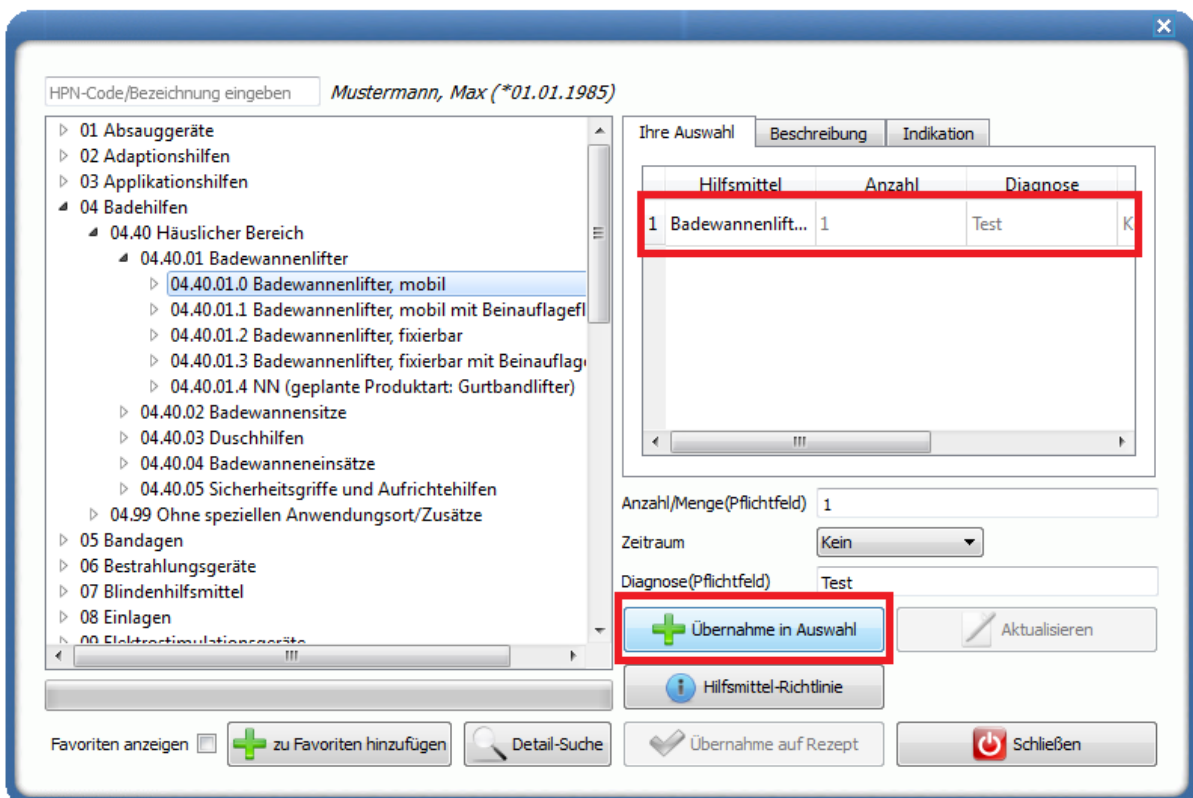 HPN-Code/Bezeichnung eingeben Mustermann, Max (*01.01.1985)
01 Absauggeräte
02 Adaptionshilfen
03 Applikationshilfen
04 Badehilfen
04.40 Häuslicher Bereich
04.40.01 Badewannenlifter
04.40.01.0 Badewannenlifter, mobil
04.40.01.1 Badewannenlifter, mobil mit Beinauflagefl
04.40.01.2 Badewannenlifter, fixierbar
04.40.01.3 Badewannenlifter, fixierbar mit Beinauflag
04.40.01.4 NN (geplante Produktart: Gurtbandlifter)
04.40.02 Badewannensitze
04.40.03 Duschhilfen
04.40.04 Badewanneneinsätze
04.40.05 Sicherheitsgriffe und Aufrichtehilfen
04.99 Ohne speziellen Anwendungsort/Zusätze
05 Bandagen
06 Bestrahlungsgeräte
07 Blindenhilfsmittel
08 Einlagen
09 Elektrostimulationsgeräte
Favoriten anzeigen zu Favoriten hinzufügen Detail-Suche
Ihre Auswahl Beschreibung Indikation
Hilfsmittel Anzahl Diagnose
1 Badewannenlift... 1 Test K
Anzahl/Menge(Pflichtfeld) 1
Zeitraum Kein
Diagnose(Pflichtfeld) Test
Übernahme in Auswahl Aktualisieren
Hilfsmittel-Richtlinie
Übernahme auf Rezept Schließen